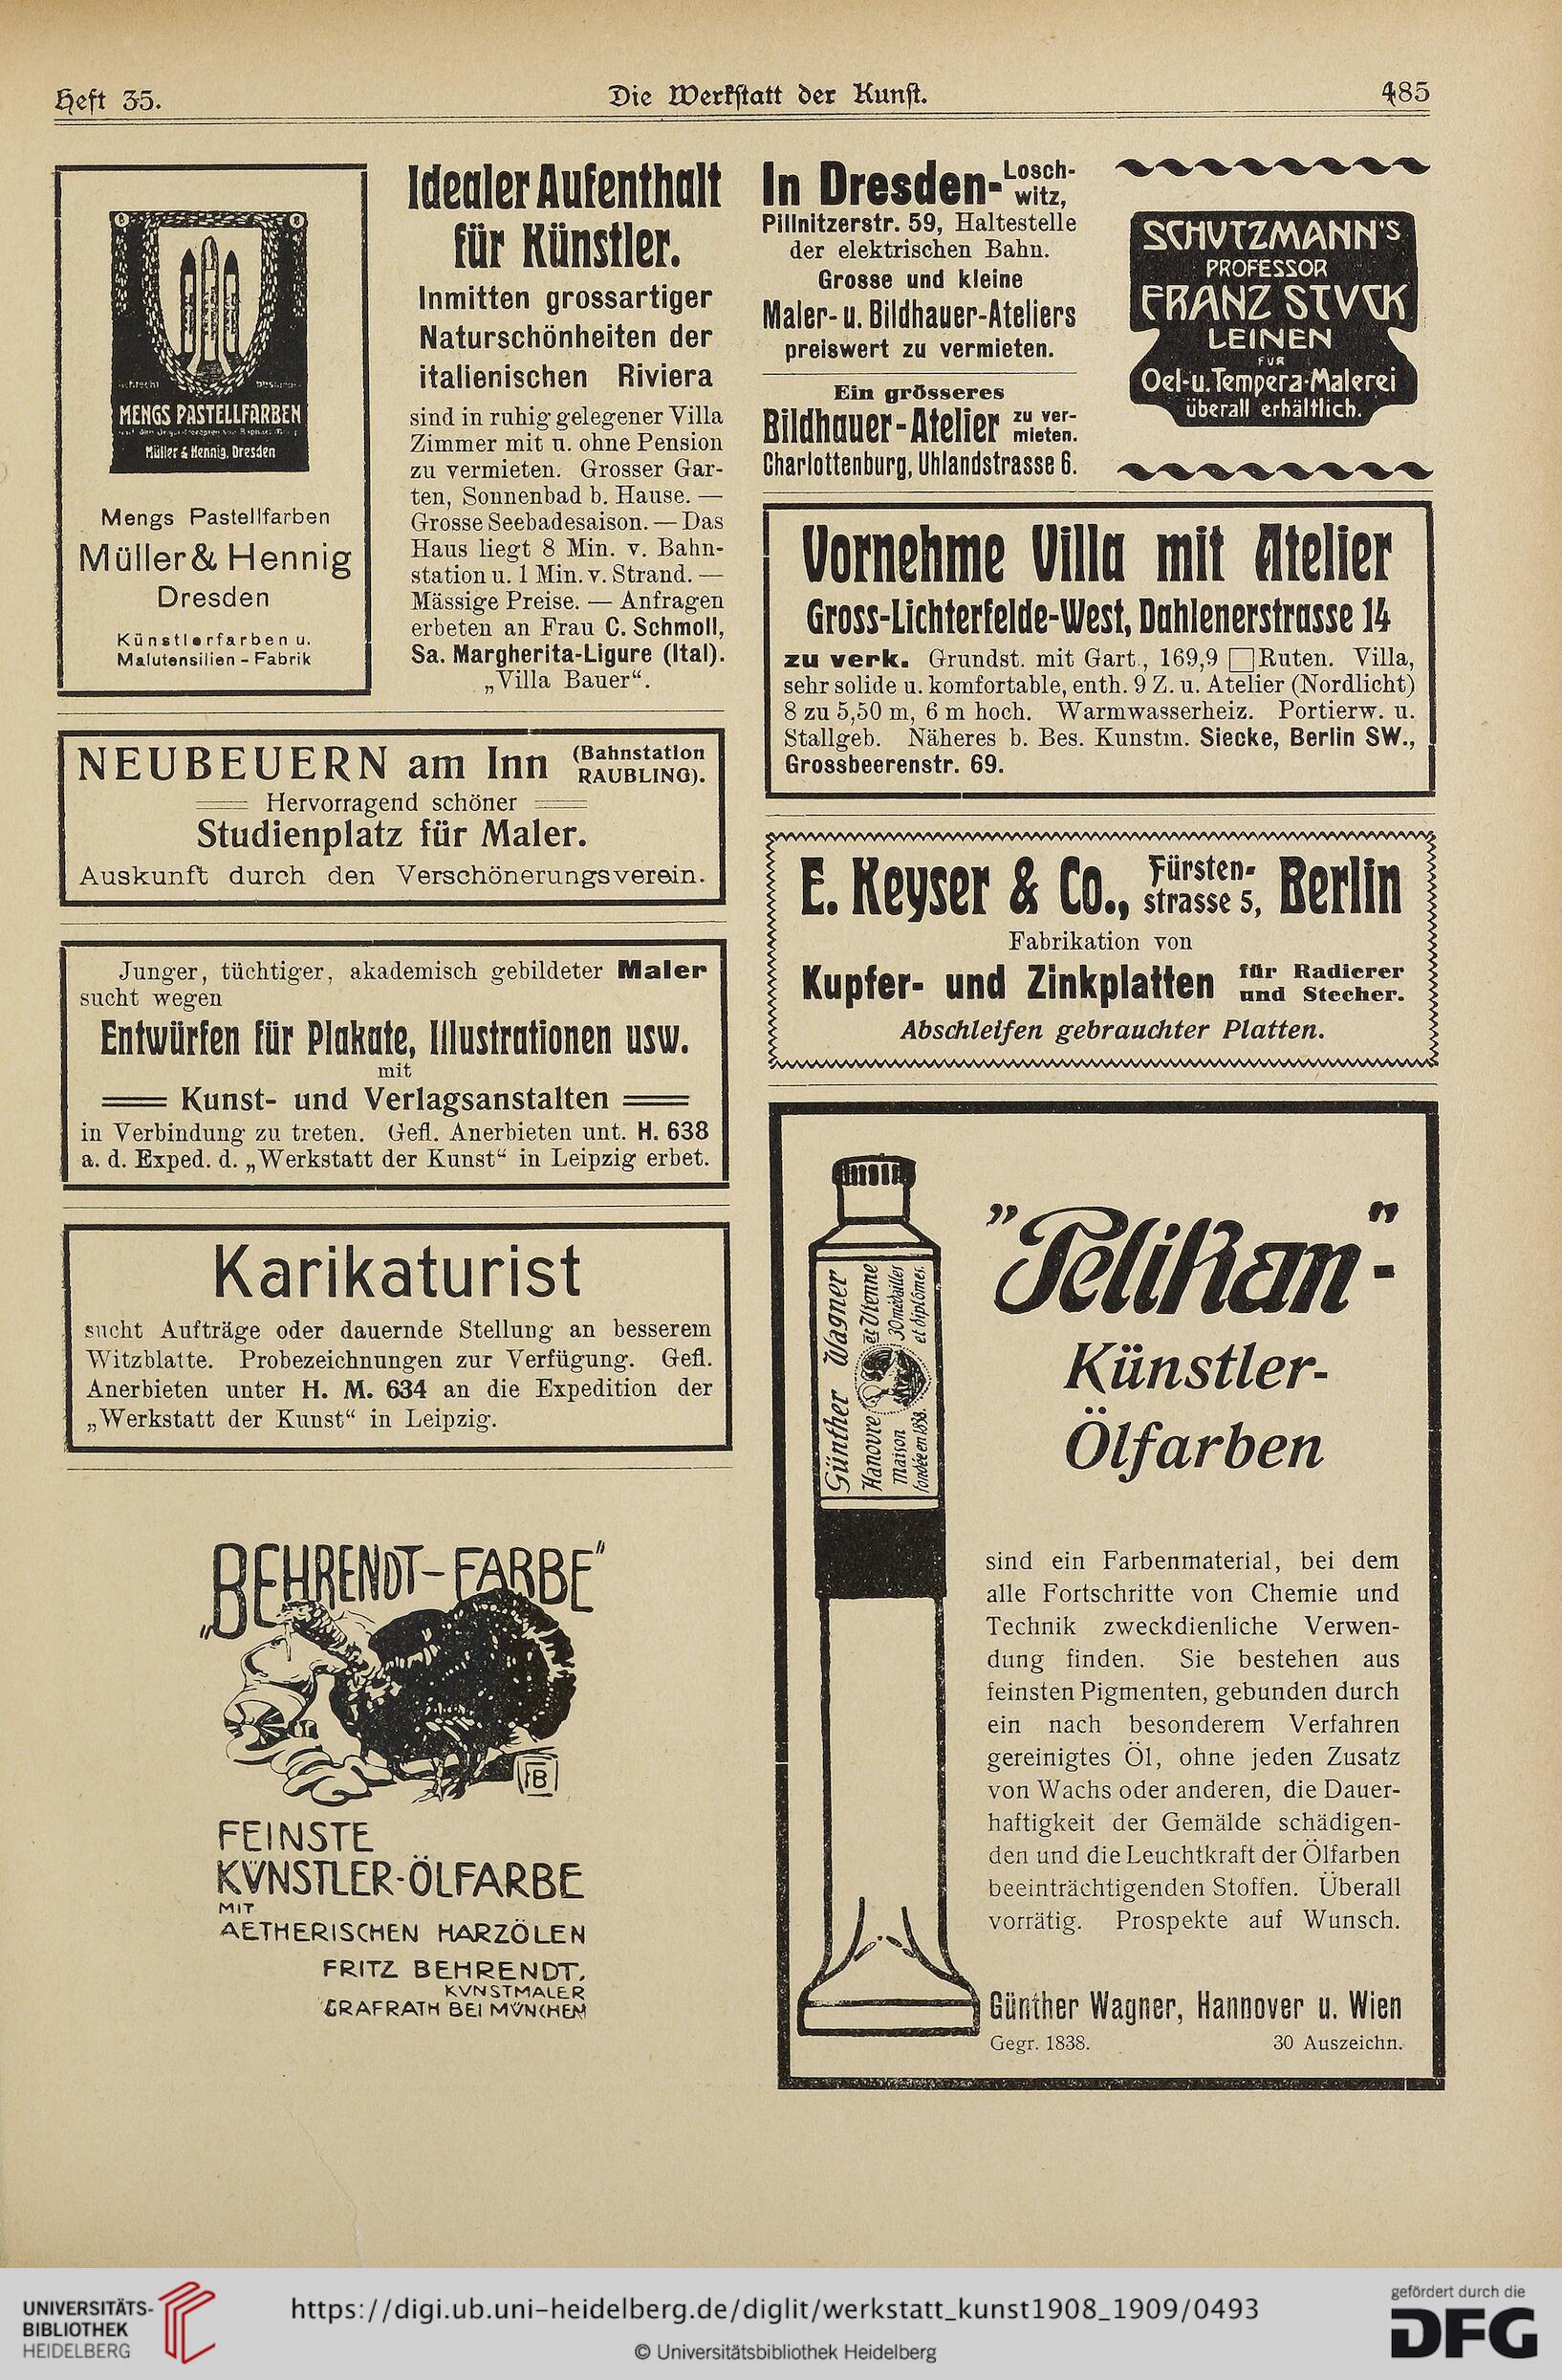 Heft 35.
Die Werkstatt der Kunst.
485
MENGS PASTELLFARBEN
Müller & Hennig, Dresden
Mengs Pastellfarben
Müller & Hennig
Dresden
Künstlerfarben u.
Malutensilien - Fabrik
Idealer Aufenthalt
für Künstler.
Inmitten grossartiger
Naturschönheiten der
italienischen Riviera
sind in ruhig gelegener Villa
Zimmer mit u. ohne Pension
zu vermieten. Grosser Gar-
ten, Sonnenbad b. Hause. —
Grosse Seebadesaison. — Das
Haus liegt 8 Min. v. Bahn-
station u. 1 Min. v. Strand. —
Mässige Preise. — Anfragen
erbeten an Frau C. Schmoll,
Sa. Margherita-Ligure (Ital).
„Villa Bauer“.
NEUBEUERN am Inn (Bahnstation
RAUBLING).
Hervorragend schöner
Studienplatz für Maler.
Auskunft durch den Verschönerungsverein.
Junger, tüchtiger, akademisch gebildeter Maler
sucht wegen
Entwürfen für Plakate, Illustrationen usw.
mit
Kunst- und Verlagsanstalten
in Verbindung zu treten. Gefl. Anerbieten unt. H. 638
a. d. Exped. d. „Werkstatt der Kunst“ in Leipzig erbet.
Karikaturist
sucht Aufträge oder dauernde Stellung an besserem
Witzblatte. Probezeichnungen zur Verfügung. Gefl.
Anerbieten unter H. M. 634 an die Expedition der
„Werkstatt der Kunst“ in Leipzig.
„BEHRENDT-FARBE“
FB
FEINSTE
KVNSTLER-ÖLFARBE
MIT
AETHERISCHEN HARZÖLEN
FRITZ BEHRENDT,
KVNSTMALER
GRAFRATH BEI MVNCHEN
In Dresden-Losch-
witz,
Pillnitzerstr. 59, Haltestelle
der elektrischen Bahn.
Grosse und kleine
Maler- u. Bildhauer-Ateliers
preiswert zu vermieten.
Ein grösseres
Bildhauer-Atelier zu ver-
mieten.
Charlottenburg, Uhlandstrasse 6.
SCHVTZMANN'S
PROFESSOR
FRANZ STVCK
LEINEN
FÜR
Oel-u.Tempera-Malerei
überall erhältlich.
Vornehme Villa mit Atelier
Gross-Lichterfelde-West, Dahlenerstrasse 14
zu verk. Grundst. mit Gart., 169,9 □Ruten. Villa,
sehr solide u. komfortable, enth. 9 Z. u. Atelier (Nordlicht)
8 zu 5,50 m, 6 m hoch. Warmwasserheiz. Portierw. u.
Stallgeb. Näheres b. Bes. Kunstm. Siecke, Berlin SW.,
Grossbeerenstr. 69.
E. Keyser & Co., Fürsten-
strasse 5, Berlin
Fabrikation von
Kupfer- und Zinkplatten für Radierer
und Stecher.
Abschleifen gebrauchter Platten.
Günther Wagner
Hanovre et Vienne
Maison 30 médailles
fondée en 1838. et diplômes.
"Pelikan"-
Künstler-
Ölfarben
sind ein Farbenmaterial, bei dem
alle Fortschritte von Chemie und
Technik zweckdienliche Verwen-
dung finden. Sie bestehen aus
feinsten Pigmenten, gebunden durch
ein nach besonderem Verfahren
gereinigtes Öl, ohne jeden Zusatz
von Wachs oder anderen, die Dauer-
haftigkeit der Gemälde schädigen-
den und die Leuchtkraft der Ölfarben
beeinträchtigenden Stoffen. Überall
vorrätig. Prospekte auf Wunsch.
Günther Wagner, Hannover u. Wien
Gegr. 1838. 30 Auszeichn.
UNIVERSITÄTS-
BIBLIOTHEK
HEIDELBERG
https://digi.ub.uni-heidelberg.de/diglit/werkstatt_kunst1908_1909/0493
© Universitätsbibliothek Heidelberg
gefördert durch die
DFG